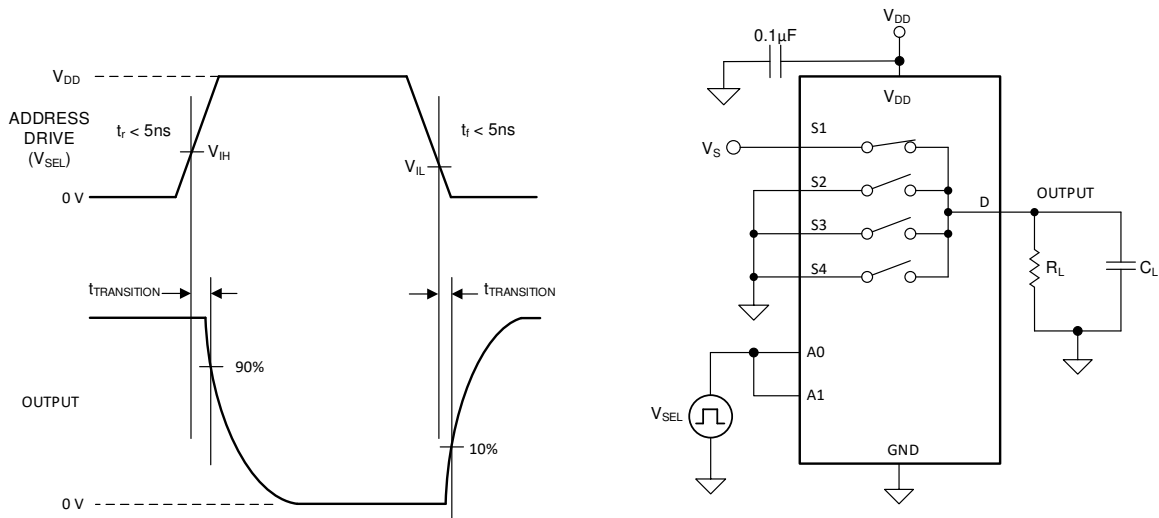 V_DD
ADDRESS
DRIVE
(V_SEL)
t_r < 5ns
t_f < 5ns
V_IH
V_IL
0 V
t_TRANSITION
t_TRANSITION
90%
OUTPUT
10%
0 V
V_DD
0.1µF
V_DD
S1
V_S
S2
OUTPUT
D
S3
S4
R_L
C_L
A0
A1
V_SEL
GND